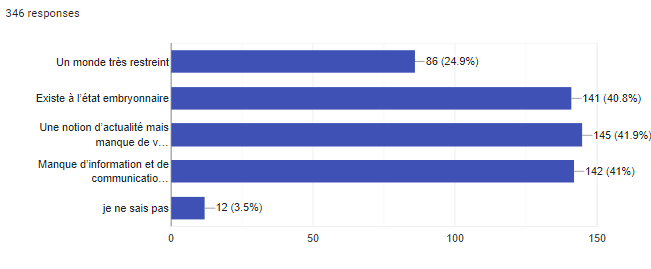 346 responses
Un monde très restreint
86 (24.9%)
Existe à l’état embryonnaire
141 (40.8%)
Une notion d’actualité mais
manque de v…
145 (41.9%)
Manque d’information et de
communicatio…
142 (41%)
je ne sais pas
12 (3.5%)
0
50
100
150